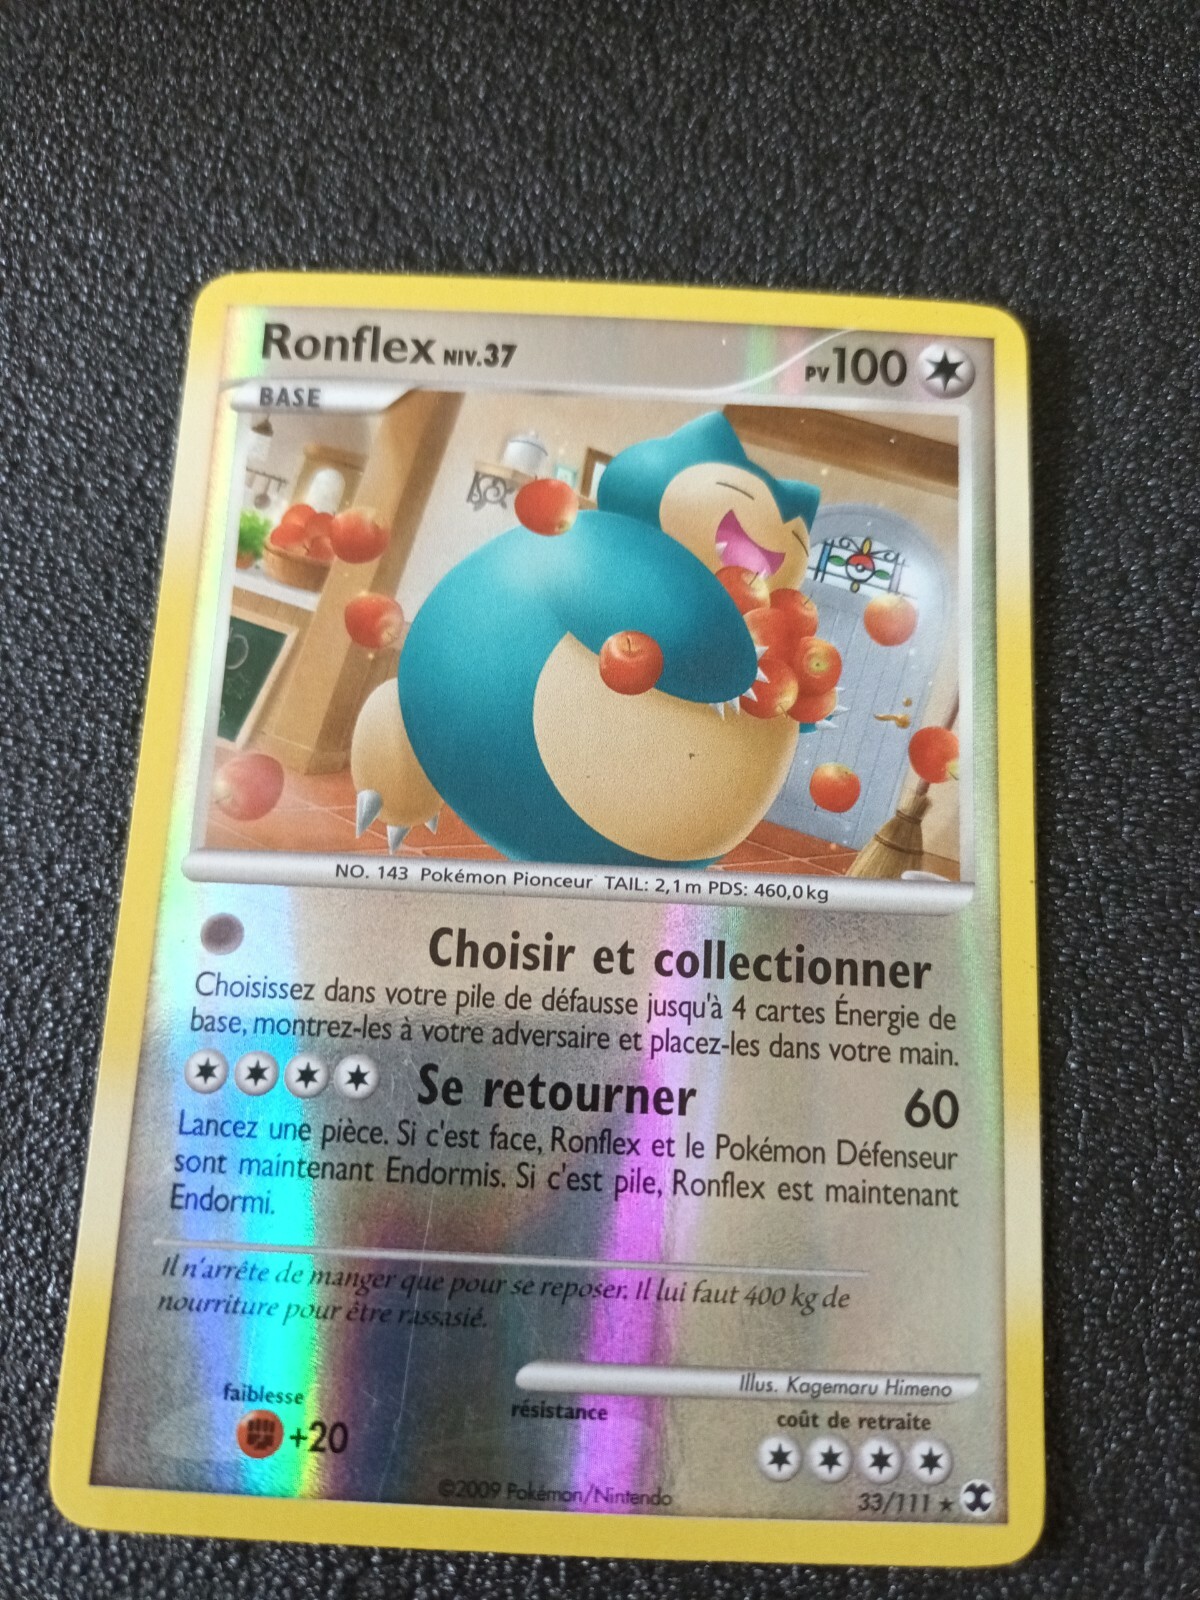 Ronflex NIV.37
PV 100
BASE
NO. 143 Pokémon Pionceur TAIL: 2,1m PDS: 460,0kg
Choisir et collectionner
Choisissez dans votre pile de défausse jusqu'à 4 cartes Énergie de
base, montrez-les à votre adversaire et placez-les dans votre main.
Se retourner 60
Lancez une pièce. Si c'est face, Ronflex et le Pokémon Défenseur
sont maintenant Endormis. Si c'est pile, Ronflex est maintenant
Endormi.
Il n'arrête de manger que pour se reposer. Il lui faut 400 kg de
nourriture pour être rassasié.
Illus. Kagemaru Himeno
faiblesse
+20
résistance
coût de retraite
©2009 Pokémon/Nintendo
33/111 ★